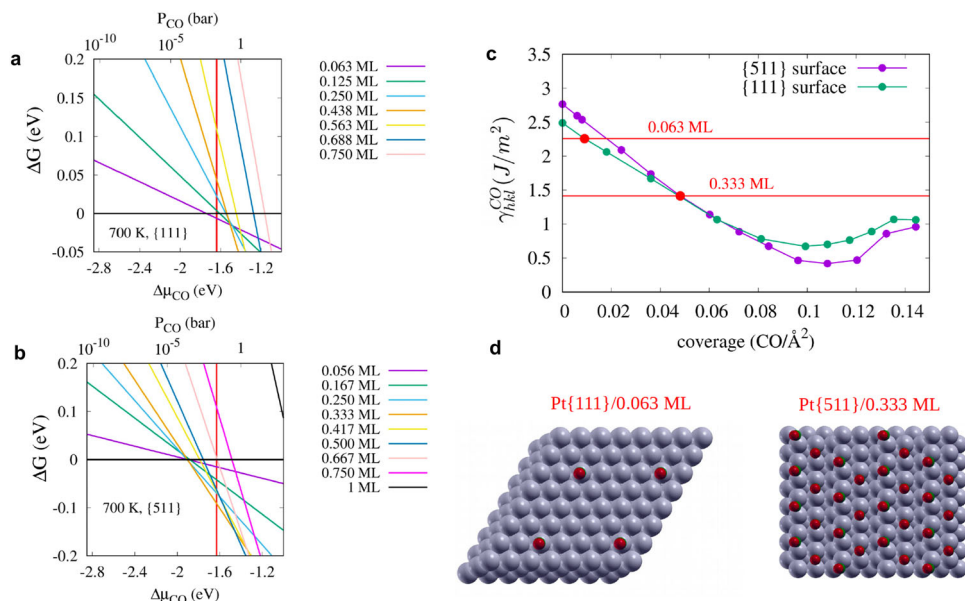 a
P_CO (bar)
10^-10 10^-5 1
0.2
0.15
0.1
0.05
0
-0.05
ΔG (eV)
700 K, {111}
-2.8 -2.4 -2 -1.6 -1.2
Δμ_CO (eV)
0.063 ML
0.125 ML
0.250 ML
0.438 ML
0.563 ML
0.688 ML
0.750 ML
b
P_CO (bar)
10^-10 10^-5 1
0.2
0.1
0
-0.1
-0.2
ΔG (eV)
700 K, {511}
-2.8 -2.4 -2 -1.6 -1.2
Δμ_CO (eV)
0.056 ML
0.167 ML
0.250 ML
0.333 ML
0.417 ML
0.500 ML
0.667 ML
0.750 ML
1 ML
c
3.5
3
2.5
2
1.5
1
0.5
0
γ_hkl^CO (J/m^2)
{511} surface
{111} surface
0.063 ML
0.333 ML
0 0.02 0.04 0.06 0.08 0.1 0.12 0.14
coverage (CO/Å^2)
d
Pt{111}/0.063 ML
Pt{511}/0.333 ML